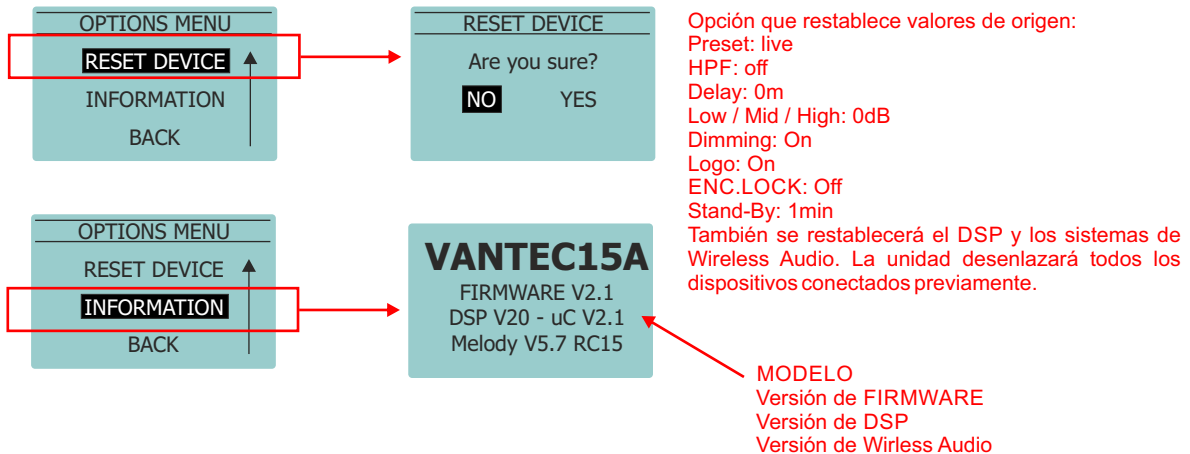 OPTIONS MENU
RESET DEVICE
INFORMATION
BACK
RESET DEVICE
Are you sure?
NO YES
Opción que restablece valores de origen:
Preset: live
HPF: off
Delay: 0m
Low / Mid / High: 0dB
Dimming: On
Logo: On
ENC.LOCK: Off
Stand-By: 1min
También se restablecerá el DSP y los sistemas de
Wireless Audio. La unidad desenlazará todos los
dispositivos conectados previamente.
OPTIONS MENU
RESET DEVICE
INFORMATION
BACK
VANTEC15A
FIRMWARE V2.1
DSP V20 - uC V2.1
Melody V5.7 RC15
MODELO
Versión de FIRMWARE
Versión de DSP
Versión de Wirless Audio